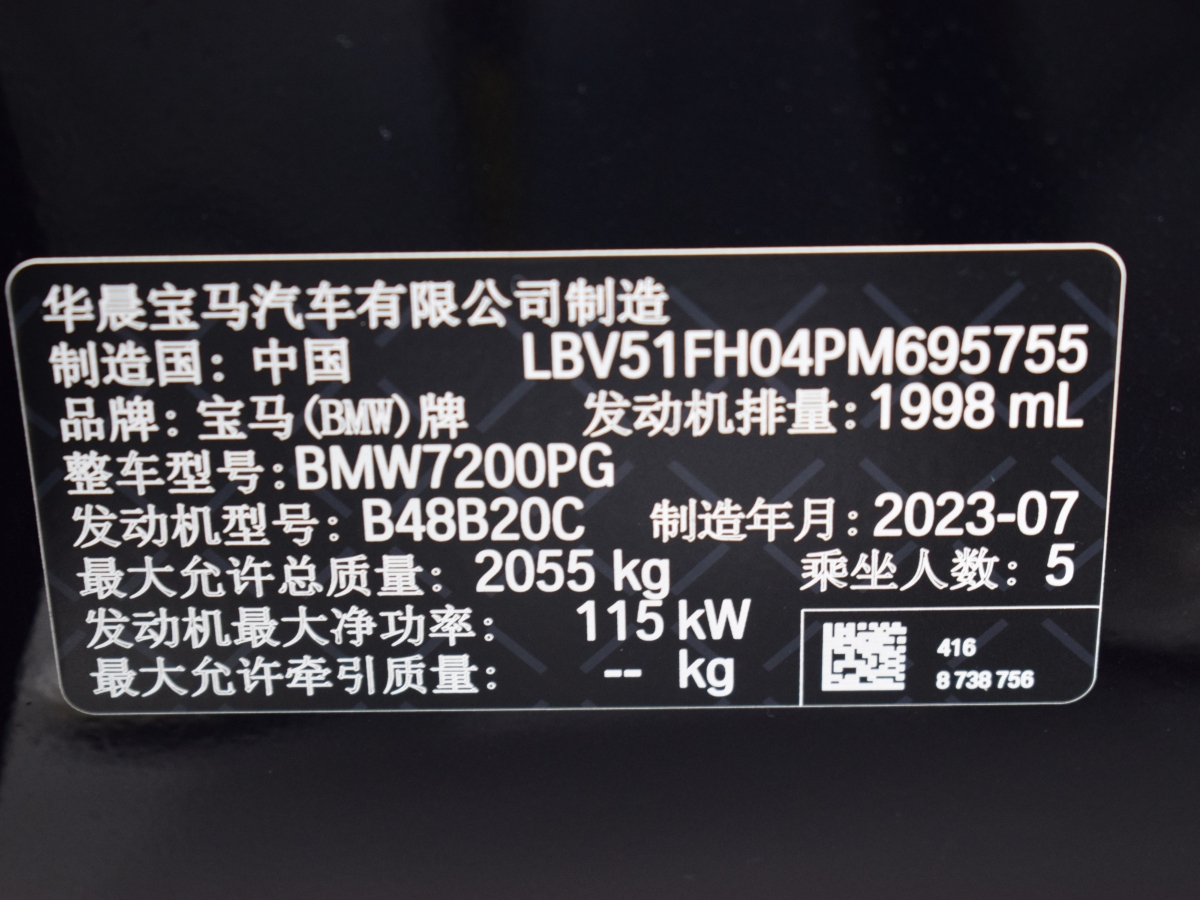 华晨宝马汽车有限公司制造
制造国：中国 LBV51FH04PM695755
品牌：宝马(BMW)牌 发动机排量：1998 mL
整车型号：BMW7200PG
发动机型号：B48B20C 制造年月：2023-07
最大允许总质量：2055 kg 乘坐人数：5
发动机最大净功率：115 kW
最大允许牵引质量：-- kg
416
8 738 756